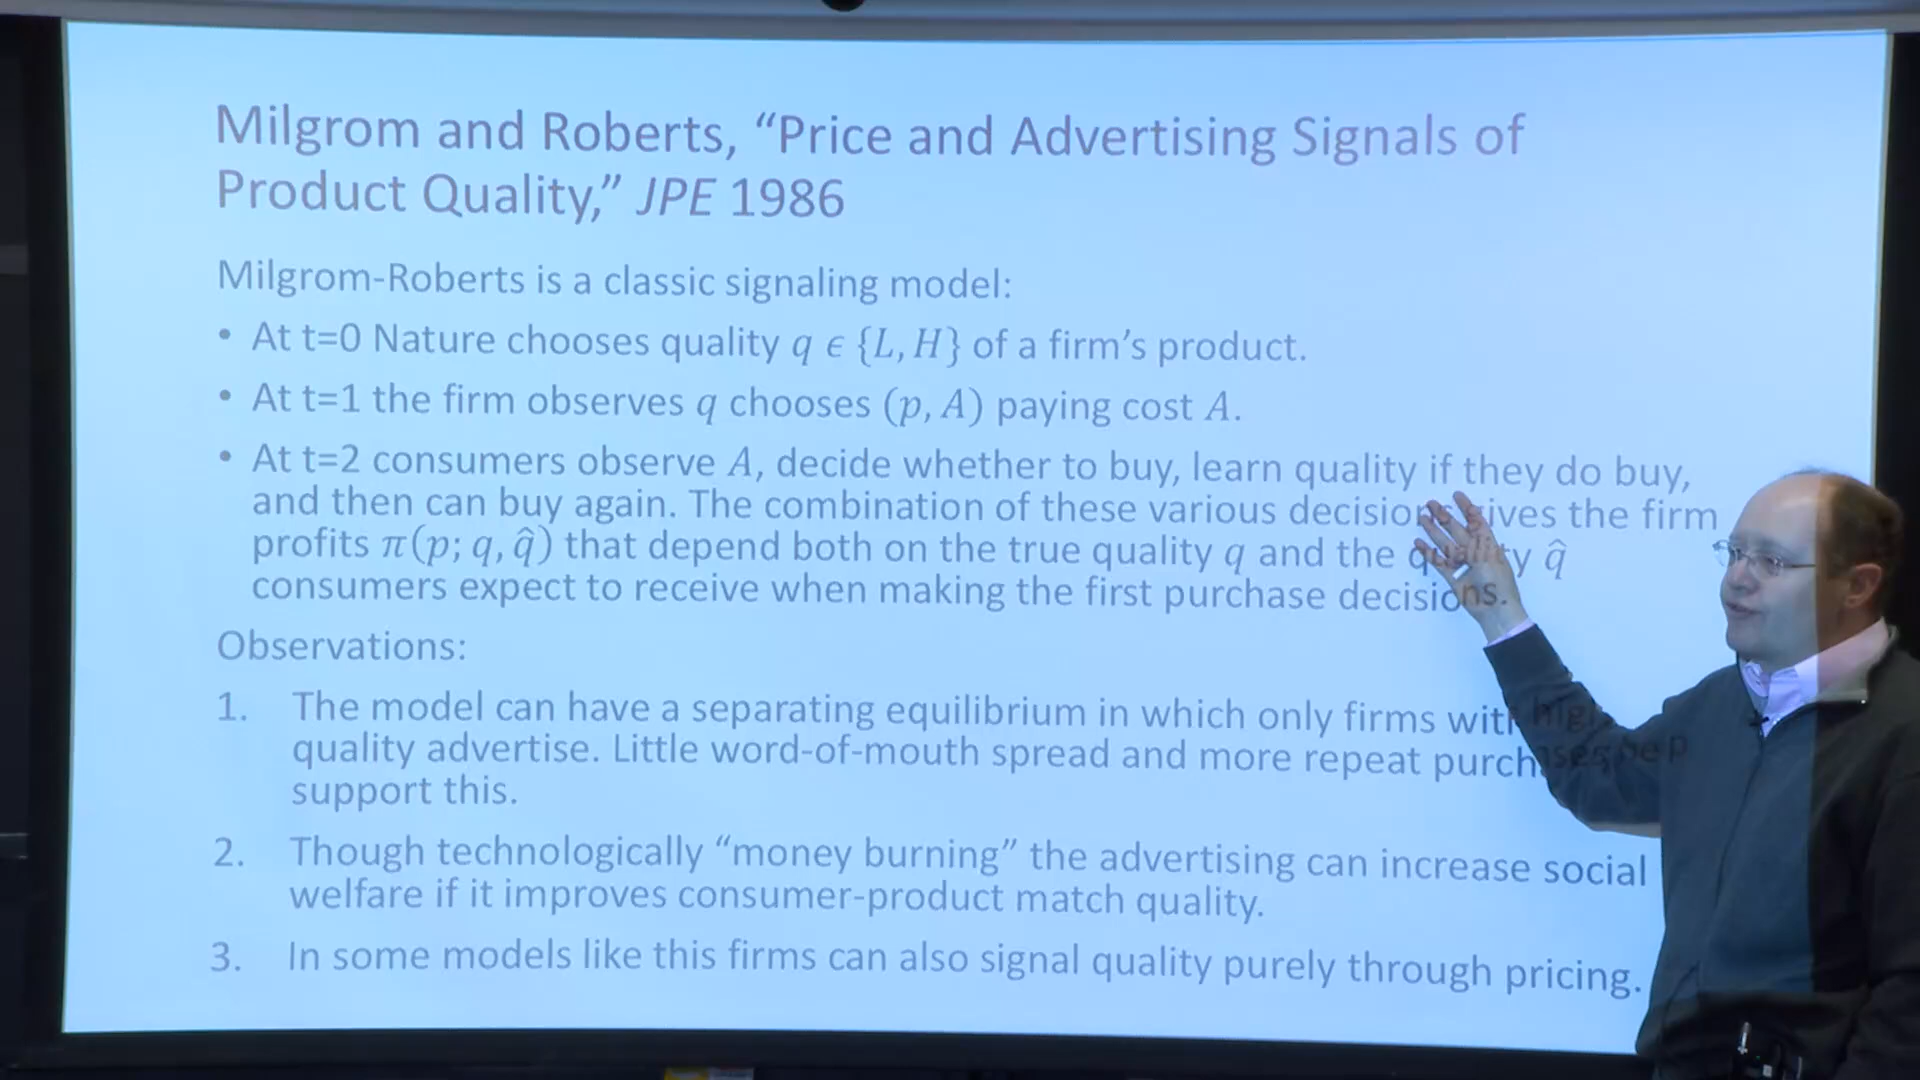 Milgrom and Roberts, “Price and Advertising Signals of
Product Quality,” JPE 1986
Milgrom-Roberts is a classic signaling model:
• At t=0 Nature chooses quality q ϵ {L, H} of a firm’s product.
• At t=1 the firm observes q chooses (p, A) paying cost A.
• At t=2 consumers observe A, decide whether to buy, learn quality if they do buy,
and then can buy again. The combination of these various decisions gives the firm
profits π(p; q, q̂) that depend both on the true quality q and the quality q̂
consumers expect to receive when making the first purchase decisions.
Observations:
1. The model can have a separating equilibrium in which only firms with high
quality advertise. Little word-of-mouth spread and more repeat purchases help
support this.
2. Though technologically “money burning” the advertising can increase social
welfare if it improves consumer-product match quality.
3. In some models like this firms can also signal quality purely through pricing.